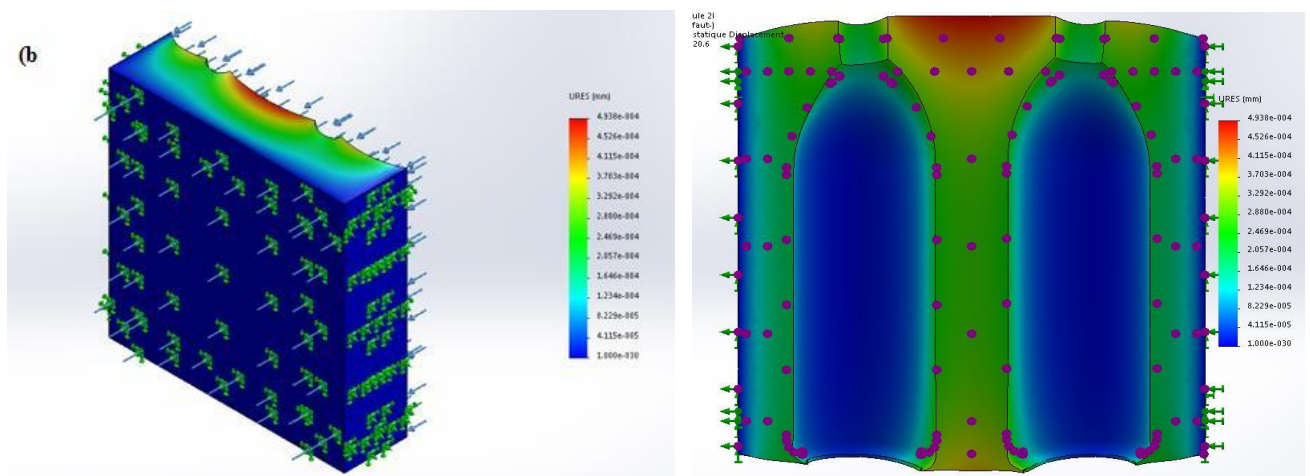 (b
URES (mm)
4.938e-004
4.526e-004
4.115e-004
3.703e-004
3.292e-004
2.880e-004
2.469e-004
2.057e-004
1.646e-004
1.234e-004
8.229e-005
4.115e-005
1.000e-030
ule 2l
faut-)
statique Displacement
20.6
URES (mm)
4.938e-004
4.526e-004
4.115e-004
3.703e-004
3.292e-004
2.880e-004
2.469e-004
2.057e-004
1.646e-004
1.234e-004
8.229e-005
4.115e-005
1.000e-030